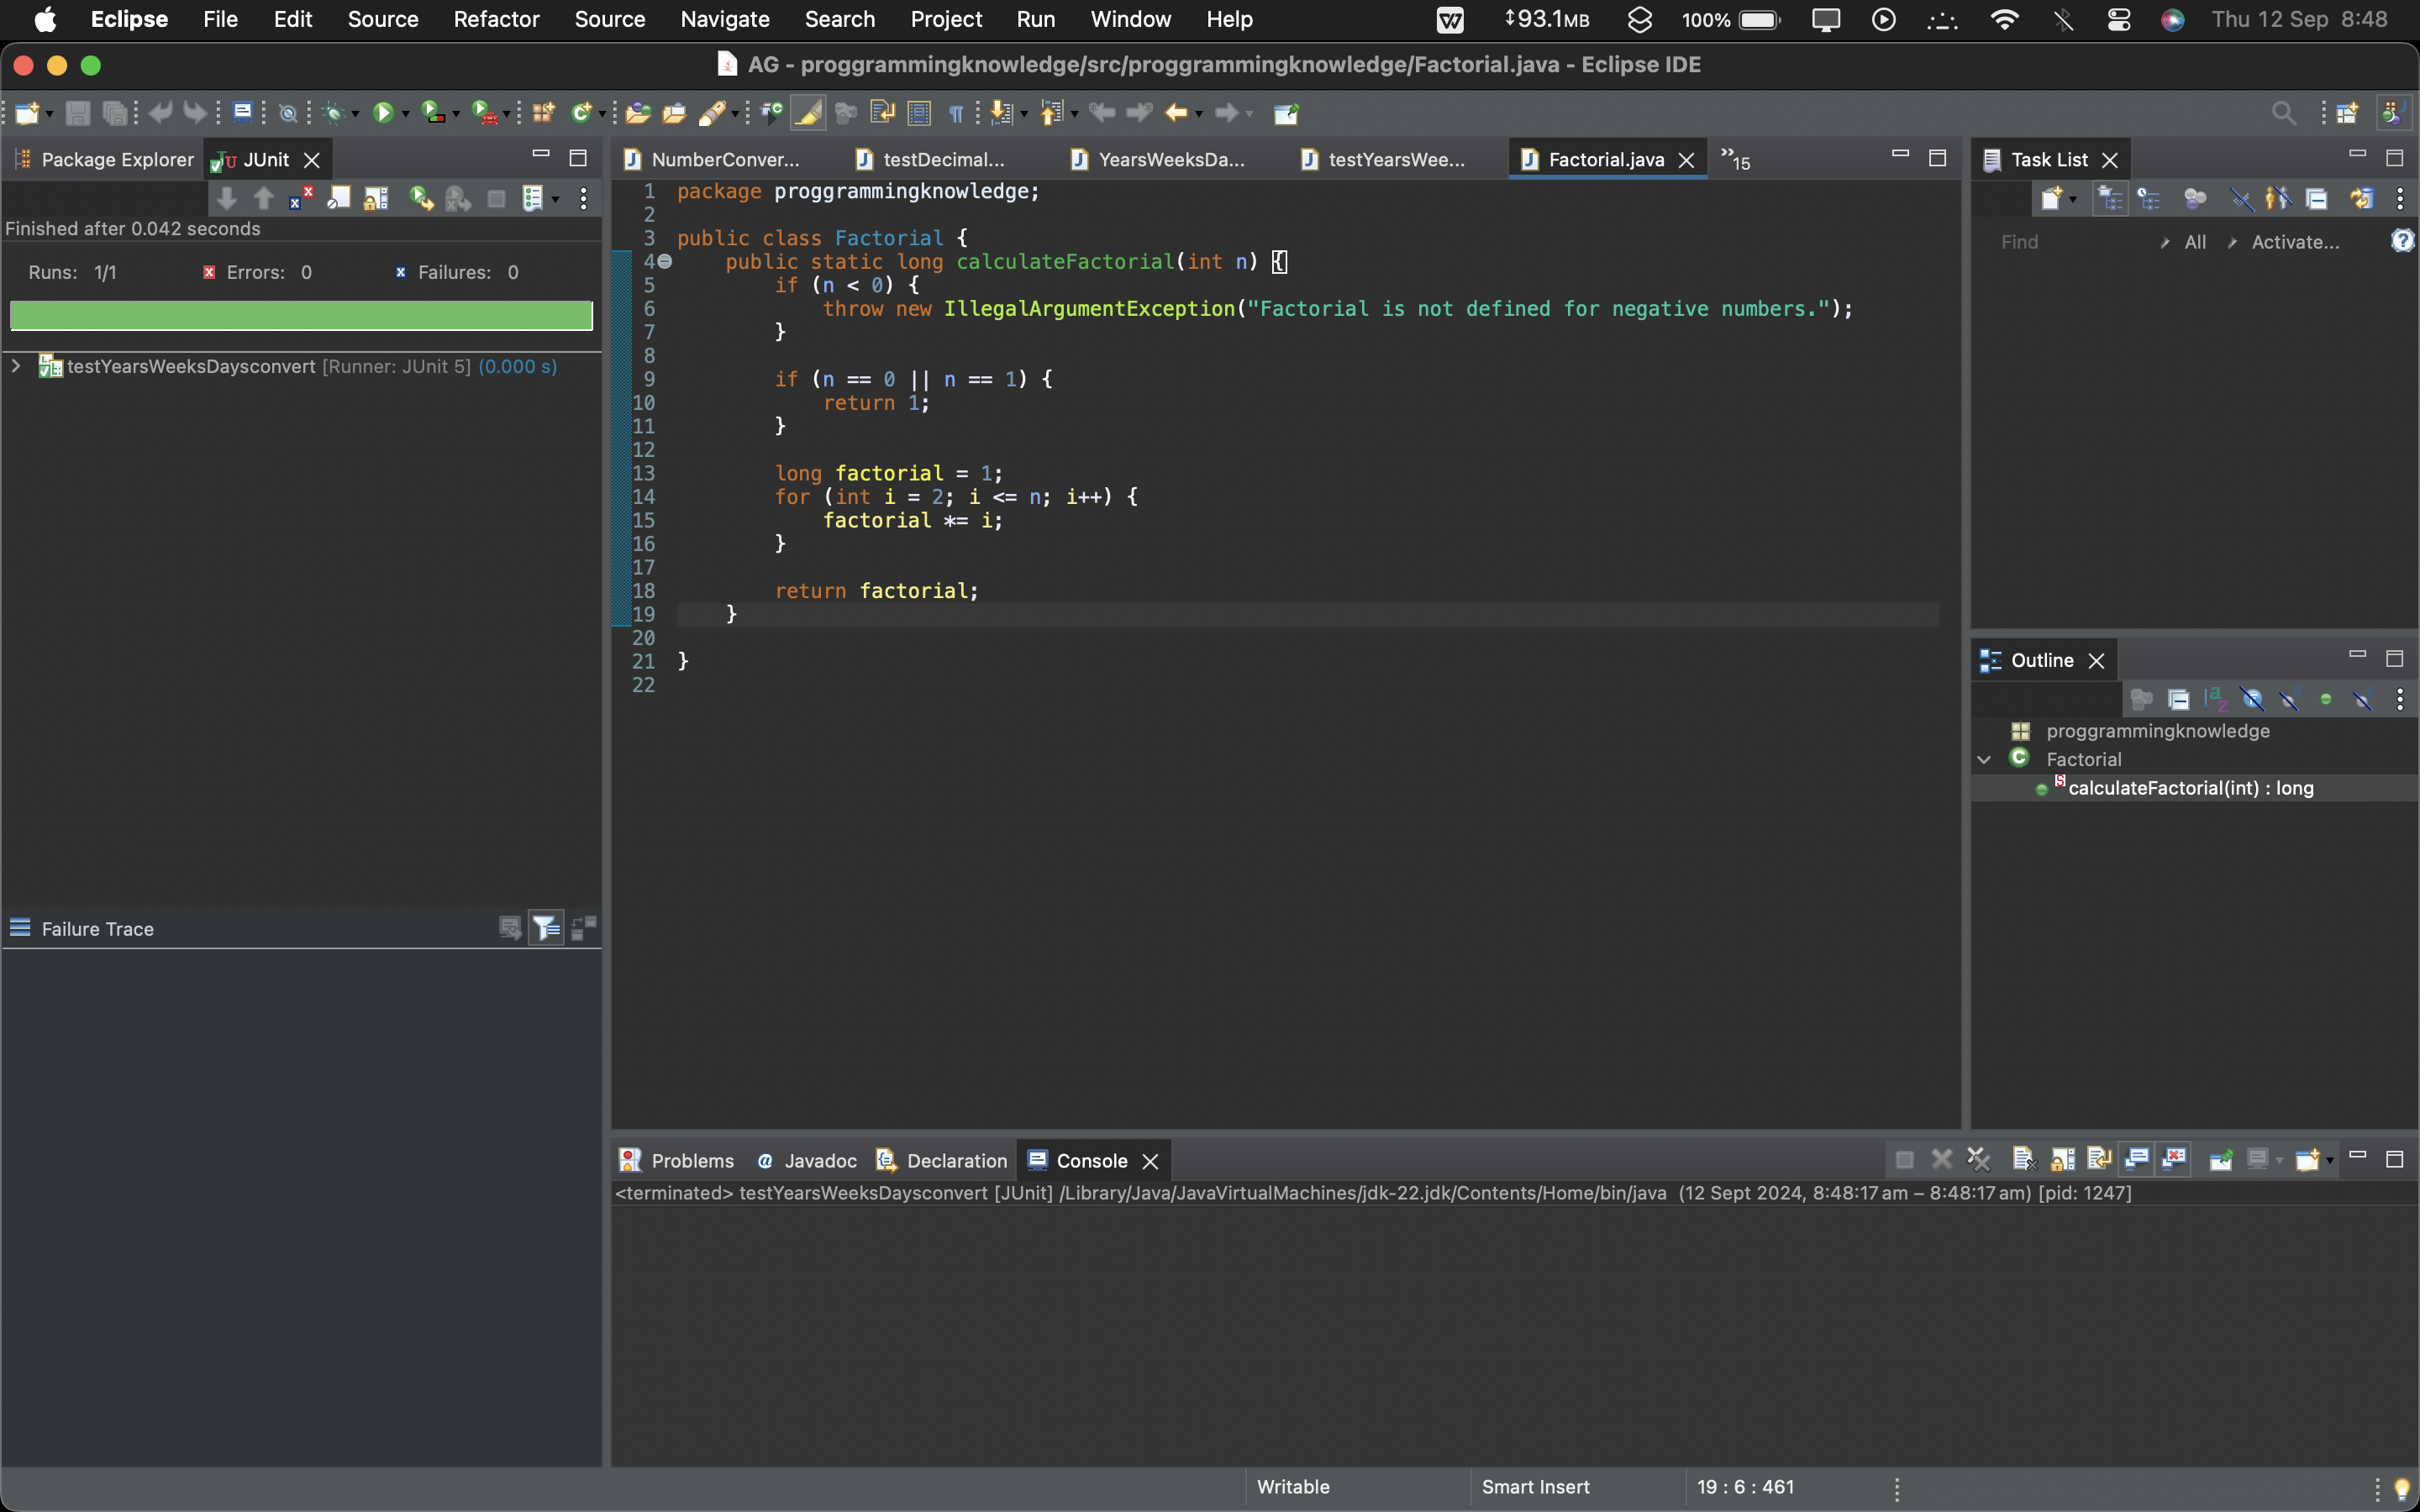 Eclipse File Edit Source Refactor Source Navigate Search Project Run Window Help 93.1MB 100% Thu 12 Sep 8:48
AG - proggrammingknowledge/src/proggrammingknowledge/Factorial.java - Eclipse IDE
Package Explorer JUnit
Finished after 0.042 seconds
Runs: 1/1 Errors: 0 Failures: 0
testYearsWeeksDaysconvert [Runner: JUnit 5] (0.000 s)
Failure Trace
NumberConver... testDecimal... YearsWeeksDa... testYearsWee... Factorial.java »15
1 package proggrammingknowledge;
2
3 public class Factorial {
4 public static long calculateFactorial(int n) {
5 if (n < 0) {
6 throw new IllegalArgumentException("Factorial is not defined for negative numbers.");
7 }
8
9 if (n == 0 || n == 1) {
10 return 1;
11 }
12
13 long factorial = 1;
14 for (int i = 2; i <= n; i++) {
15 factorial *= i;
16 }
17
18 return factorial;
19 }
20
21 }
22
Task List
Find All Activate...
Outline
proggrammingknowledge
Factorial
calculateFactorial(int) : long
Problems Javadoc Declaration Console
<terminated> testYearsWeeksDaysconvert [JUnit] /Library/Java/JavaVirtualMachines/jdk-22.jdk/Contents/Home/bin/java (12 Sept 2024, 8:48:17 am – 8:48:17 am) [pid: 1247]
Writable Smart Insert 19 : 6 : 461